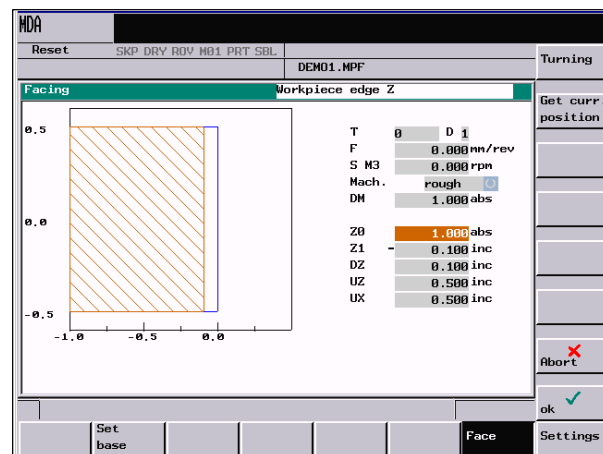 MDA
Reset SKP DRY ROV M01 PRT SBL
DEMO1.MPF
Turning
Facing Workpiece edge Z
Get curr.
position
0.5
0.0
-0.5
-1.0 -0.5 0.0
T 0 D 1
F 0.000 mm/rev
S M3 0.000 rpm
Mach. rough
DM 1.000 abs
Z0 1.000 abs
Z1 - 0.100 inc
DZ 0.100 inc
UZ 0.500 inc
UX 0.500 inc
Abort
ok
Set
base
Face
Settings